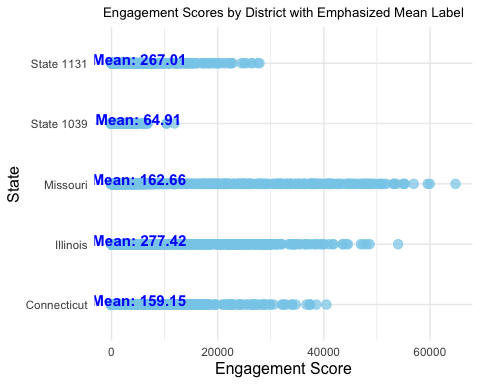 Engagement Scores by District with Emphasized Mean Label
State
State 1131
Mean: 267.01
State 1039
Mean: 64.91
Missouri
Mean: 162.66
Illinois
Mean: 277.42
Connecticut
Mean: 159.15
0 20000 40000 60000
Engagement Score